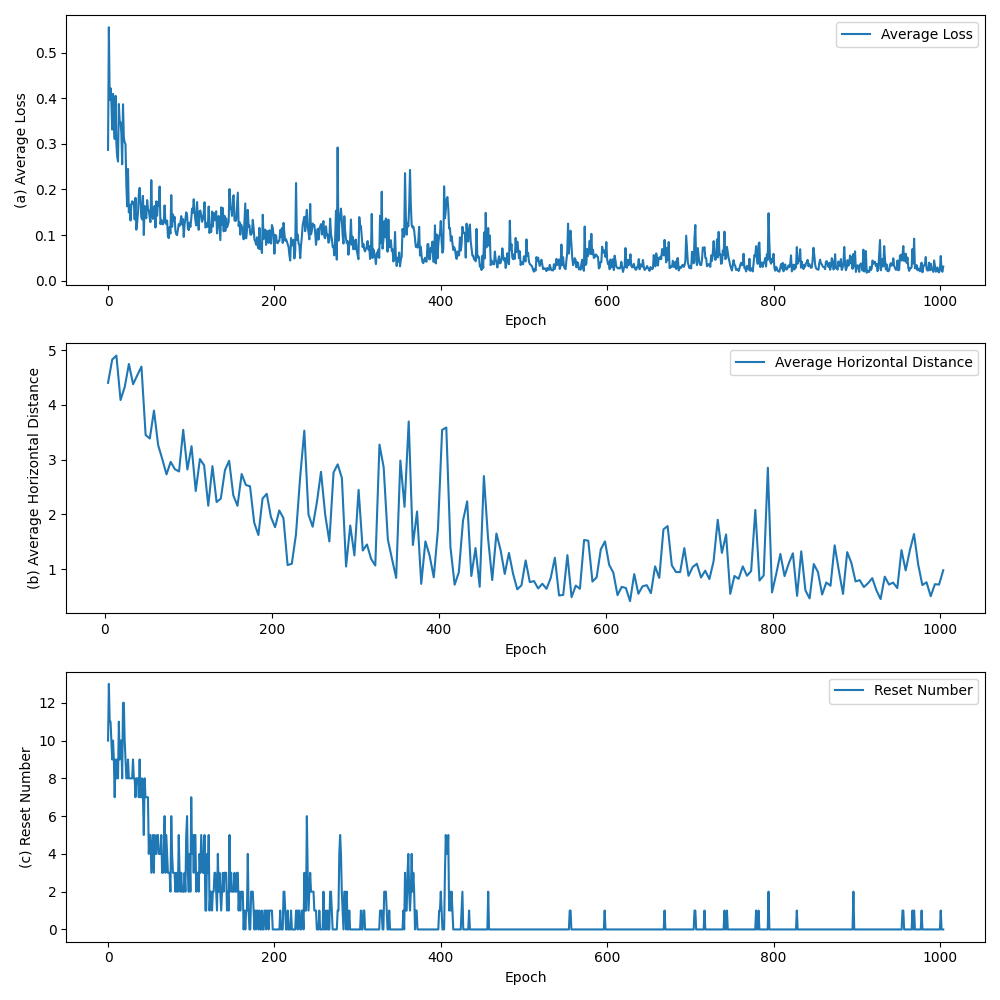 Average Loss
0.5
0.4
0.3
0.2
0.1
0.0
(a) Average Loss
0 200 400 600 800 1000
Epoch
Average Horizontal Distance
5
4
3
2
1
(b) Average Horizontal Distance
0 200 400 600 800 1000
Epoch
Reset Number
12
10
8
6
4
2
0
(c) Reset Number
0 200 400 600 800 1000
Epoch